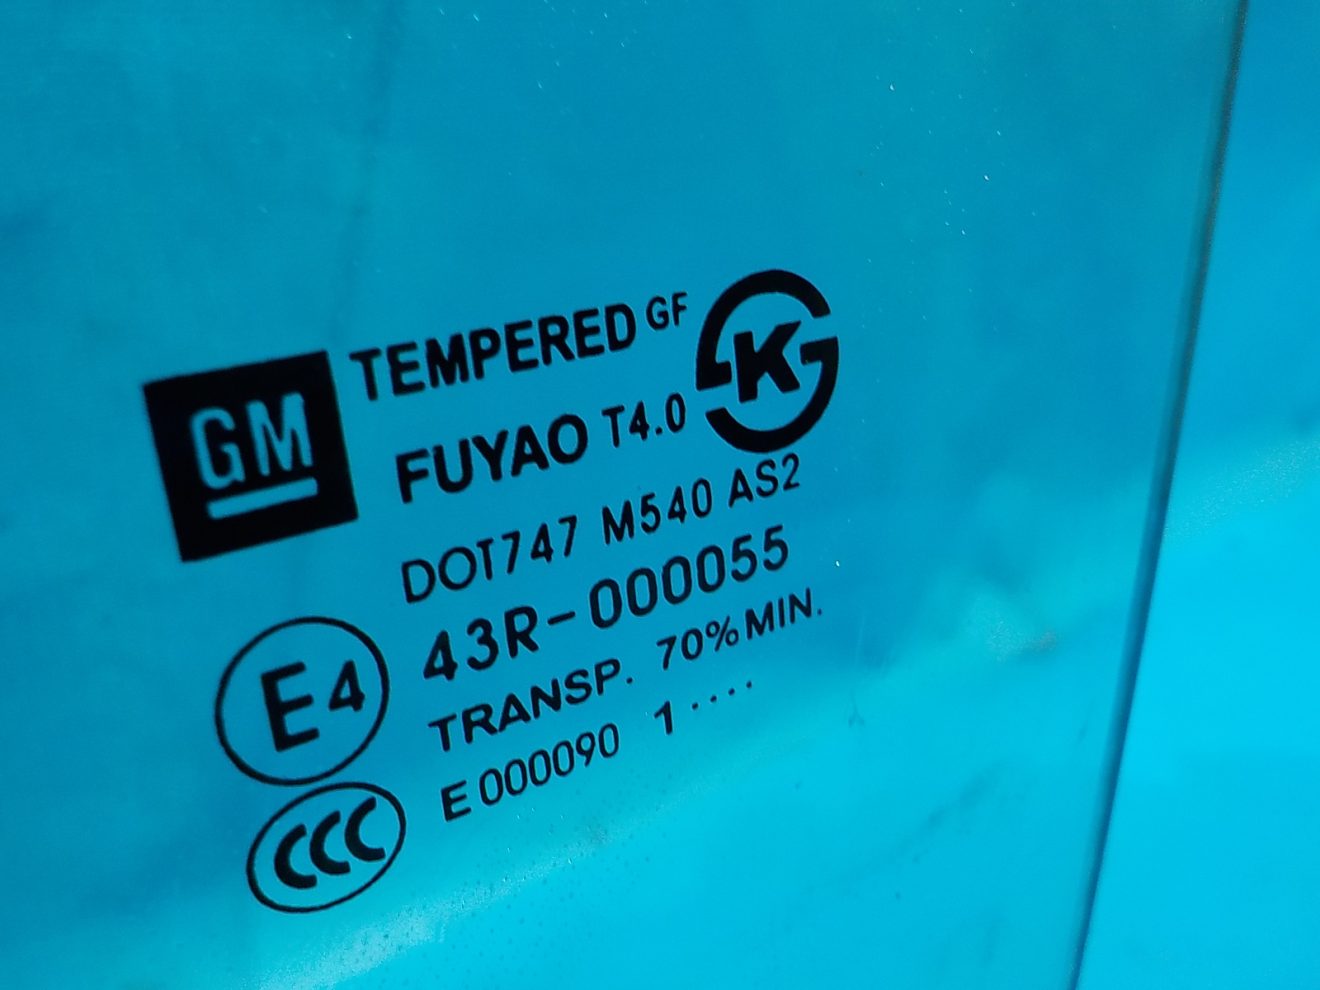 GM
TEMPERED GF
FUYAO T4.0
K
DOT747 M540 AS2
43R-000055
E4
TRANSP. 70%MIN.
E000090 1....
CCC